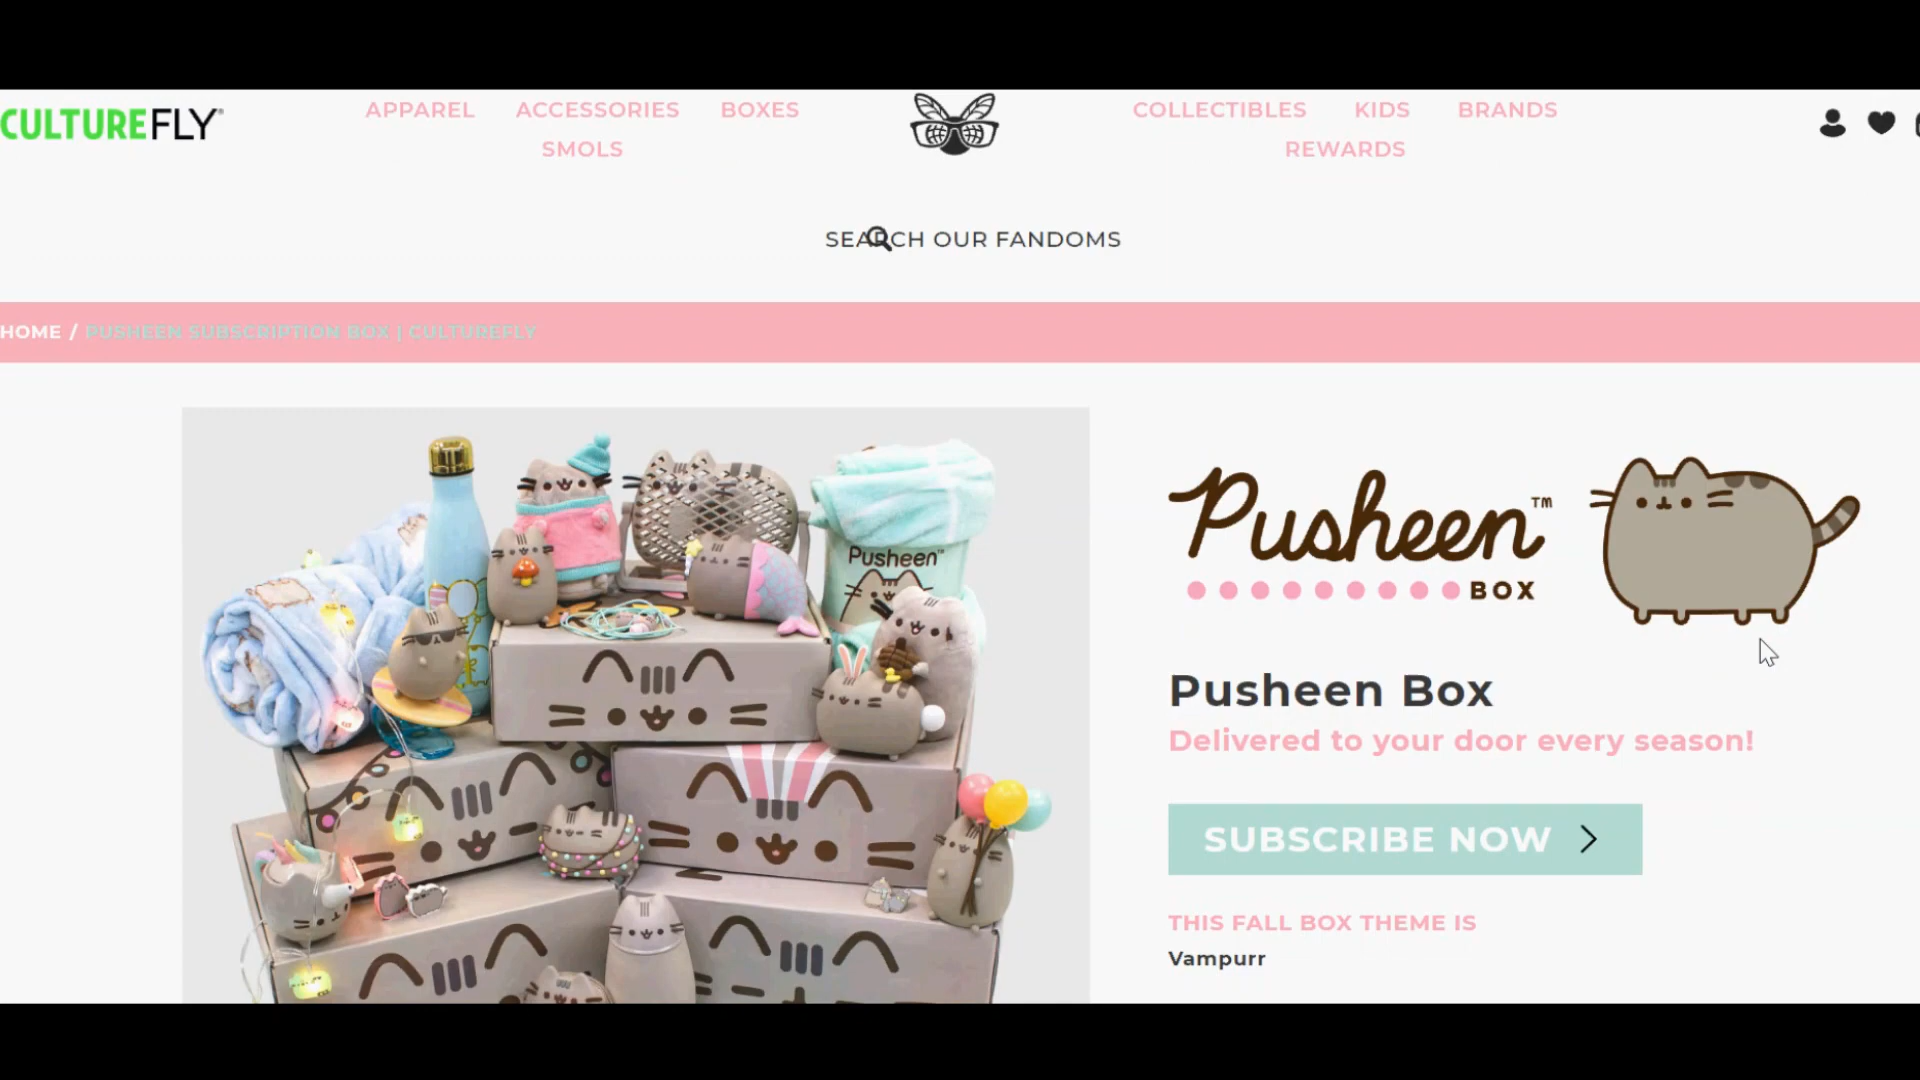 CULTUREFLY
APPAREL ACCESSORIES BOXES
SMOLS
COLLECTIBLES KIDS BRANDS
REWARDS
SEARCH OUR FANDOMS
HOME / PUSHEEN SUBSCRIPTION BOX | CULTUREFLY
Pusheen™
Pusheen™
BOX
Pusheen Box
Delivered to your door every season!
SUBSCRIBE NOW >
THIS FALL BOX THEME IS
Vampurr